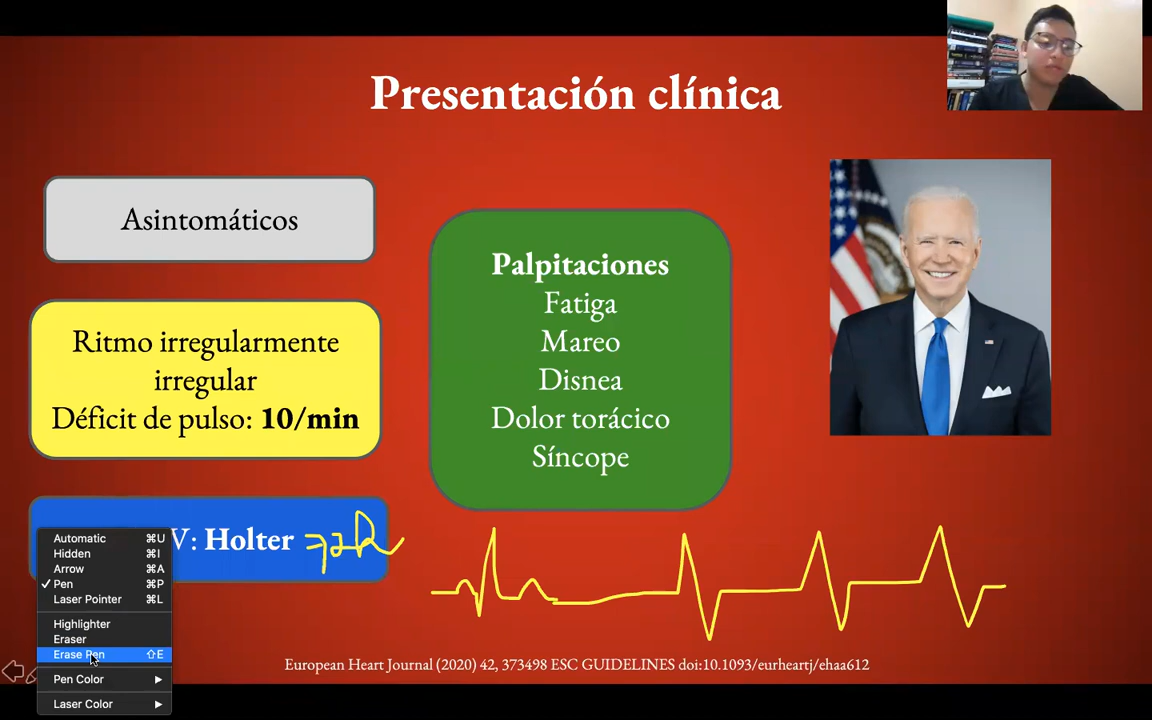 Presentación clínica
Asintomáticos
Ritmo irregularmente
irregular
Déficit de pulso: 10/min
V: Holter 72h
Palpitaciones
Fatiga
Mareo
Disnea
Dolor torácico
Síncope
Automatic ⌘U
Hidden ⌘I
Arrow ⌘A
✓ Pen ⌘P
Laser Pointer ⌘L
Highlighter
Eraser
Erase Pen ⇧E
Pen Color ▶
Laser Color ▶
European Heart Journal (2020) 42, 373498 ESC GUIDELINES doi:10.1093/eurheartj/ehaa612